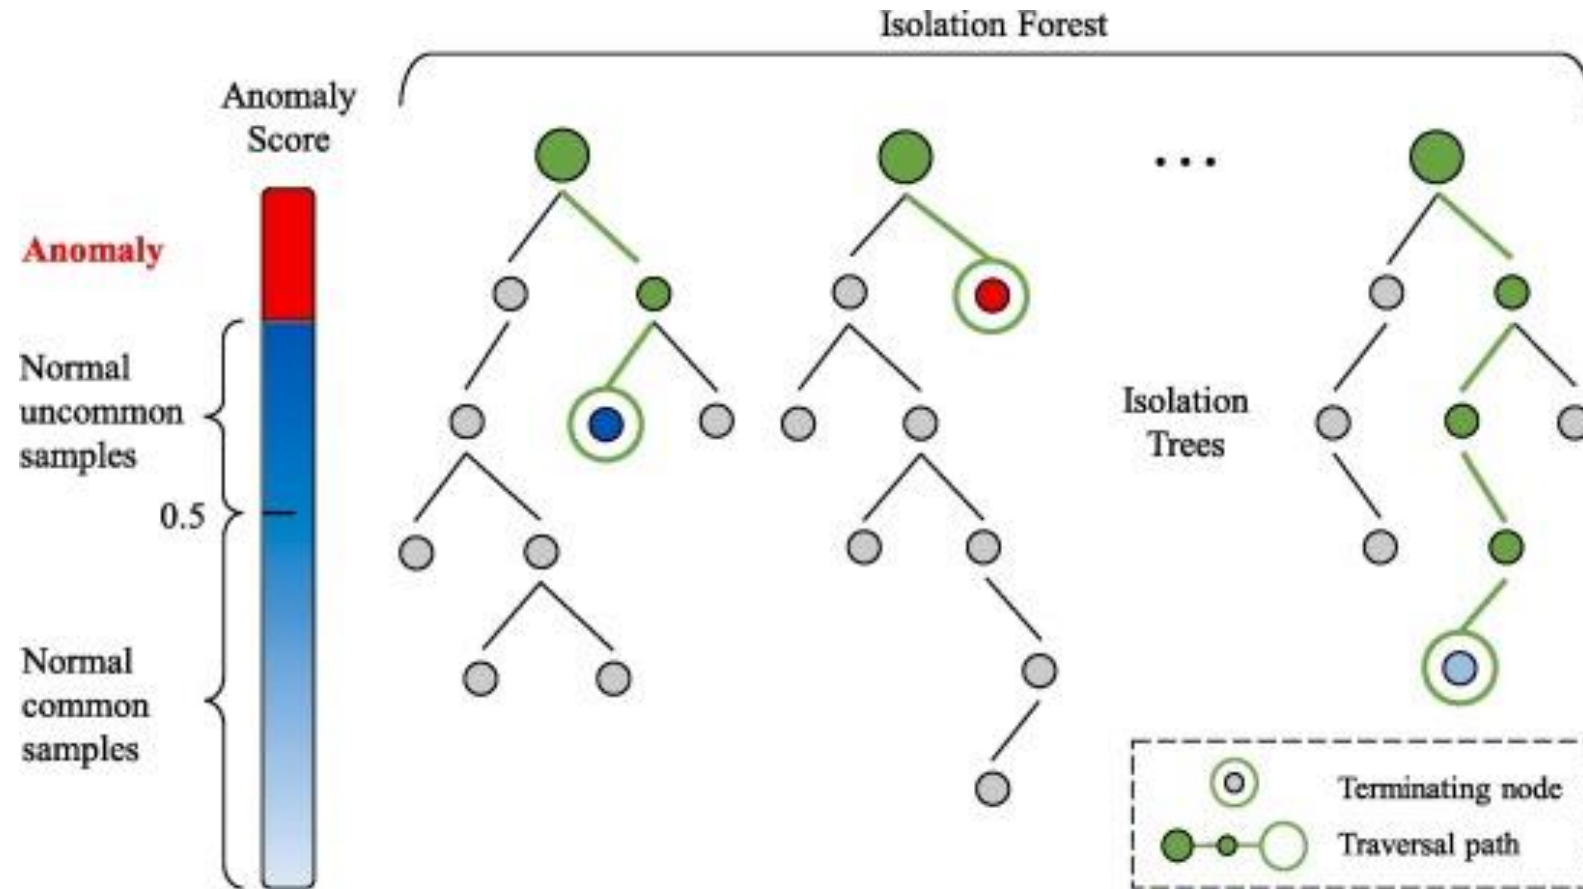 Isolation Forest
Anomaly
Score
Anomaly
Normal
uncommon
samples
0.5
Normal
common
samples
...
Isolation
Trees
Terminating node
Traversal path